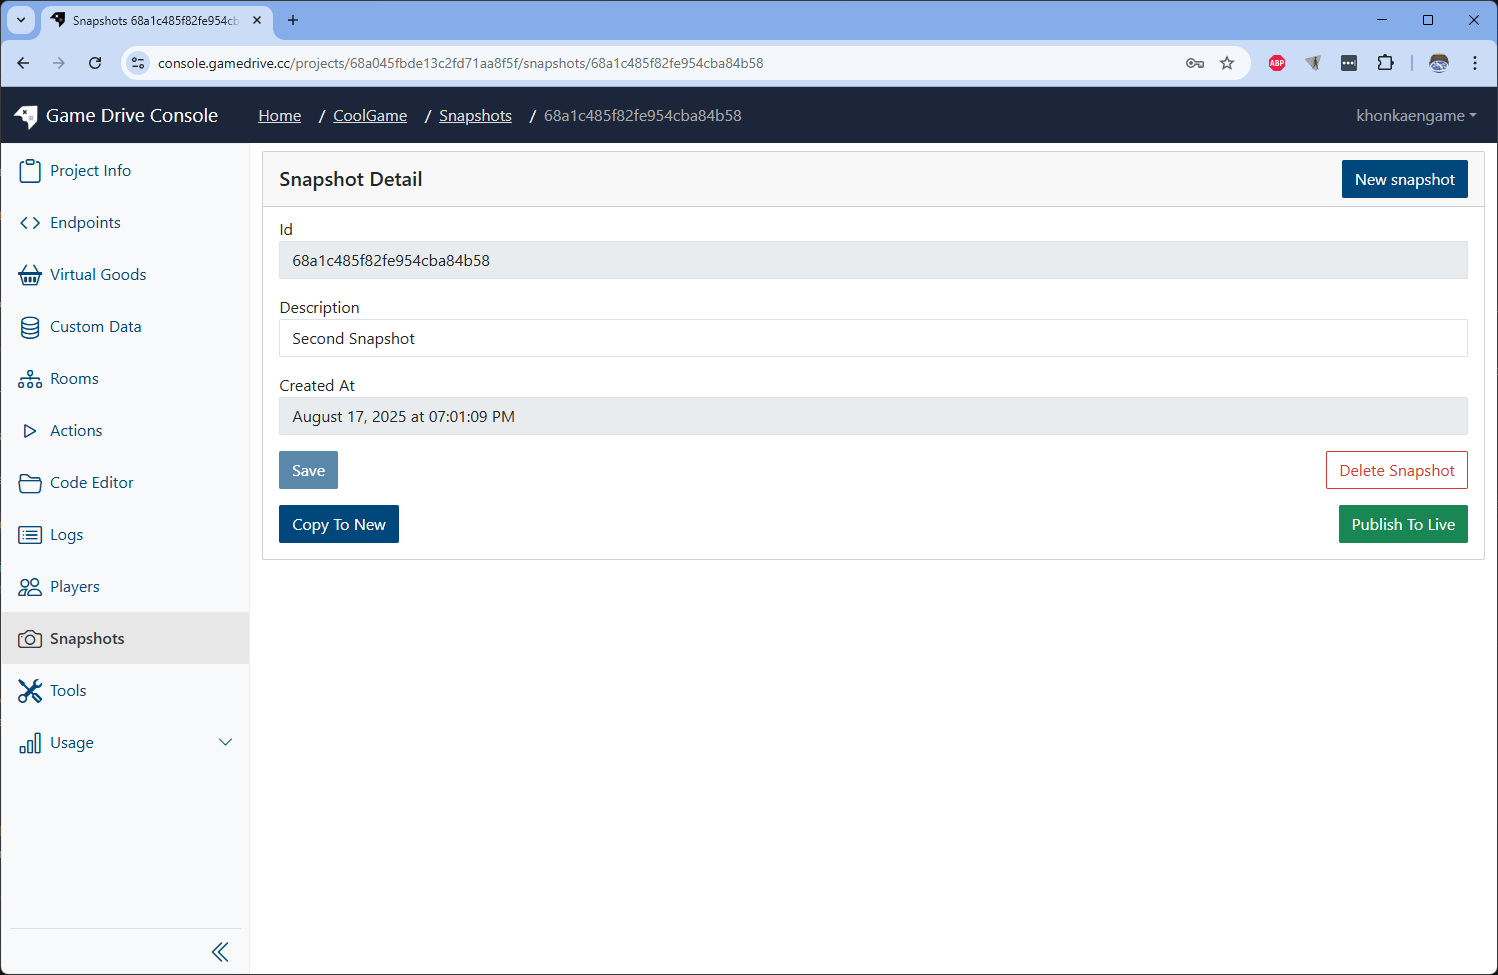 Snapshots 68a1c485f82fe954cb
console.gamedrive.cc/projects/68a045fbde13c2fd71aa8f5f/snapshots/68a1c485f82fe954cba84b58
ABP
Game Drive Console
Home / CoolGame / Snapshots / 68a1c485f82fe954cba84b58
khonkaengame
Project Info
Endpoints
Virtual Goods
Custom Data
Rooms
Actions
Code Editor
Logs
Players
Snapshots
Tools
Usage
Snapshot Detail
New snapshot
Id
68a1c485f82fe954cba84b58
Description
Second Snapshot
Created At
August 17, 2025 at 07:01:09 PM
Save
Delete Snapshot
Copy To New
Publish To Live